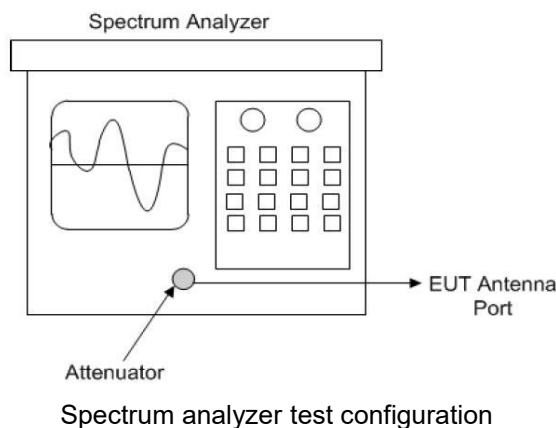 Spectrum Analyzer
EUT Antenna
Port
Attenuator
Spectrum analyzer test configuration